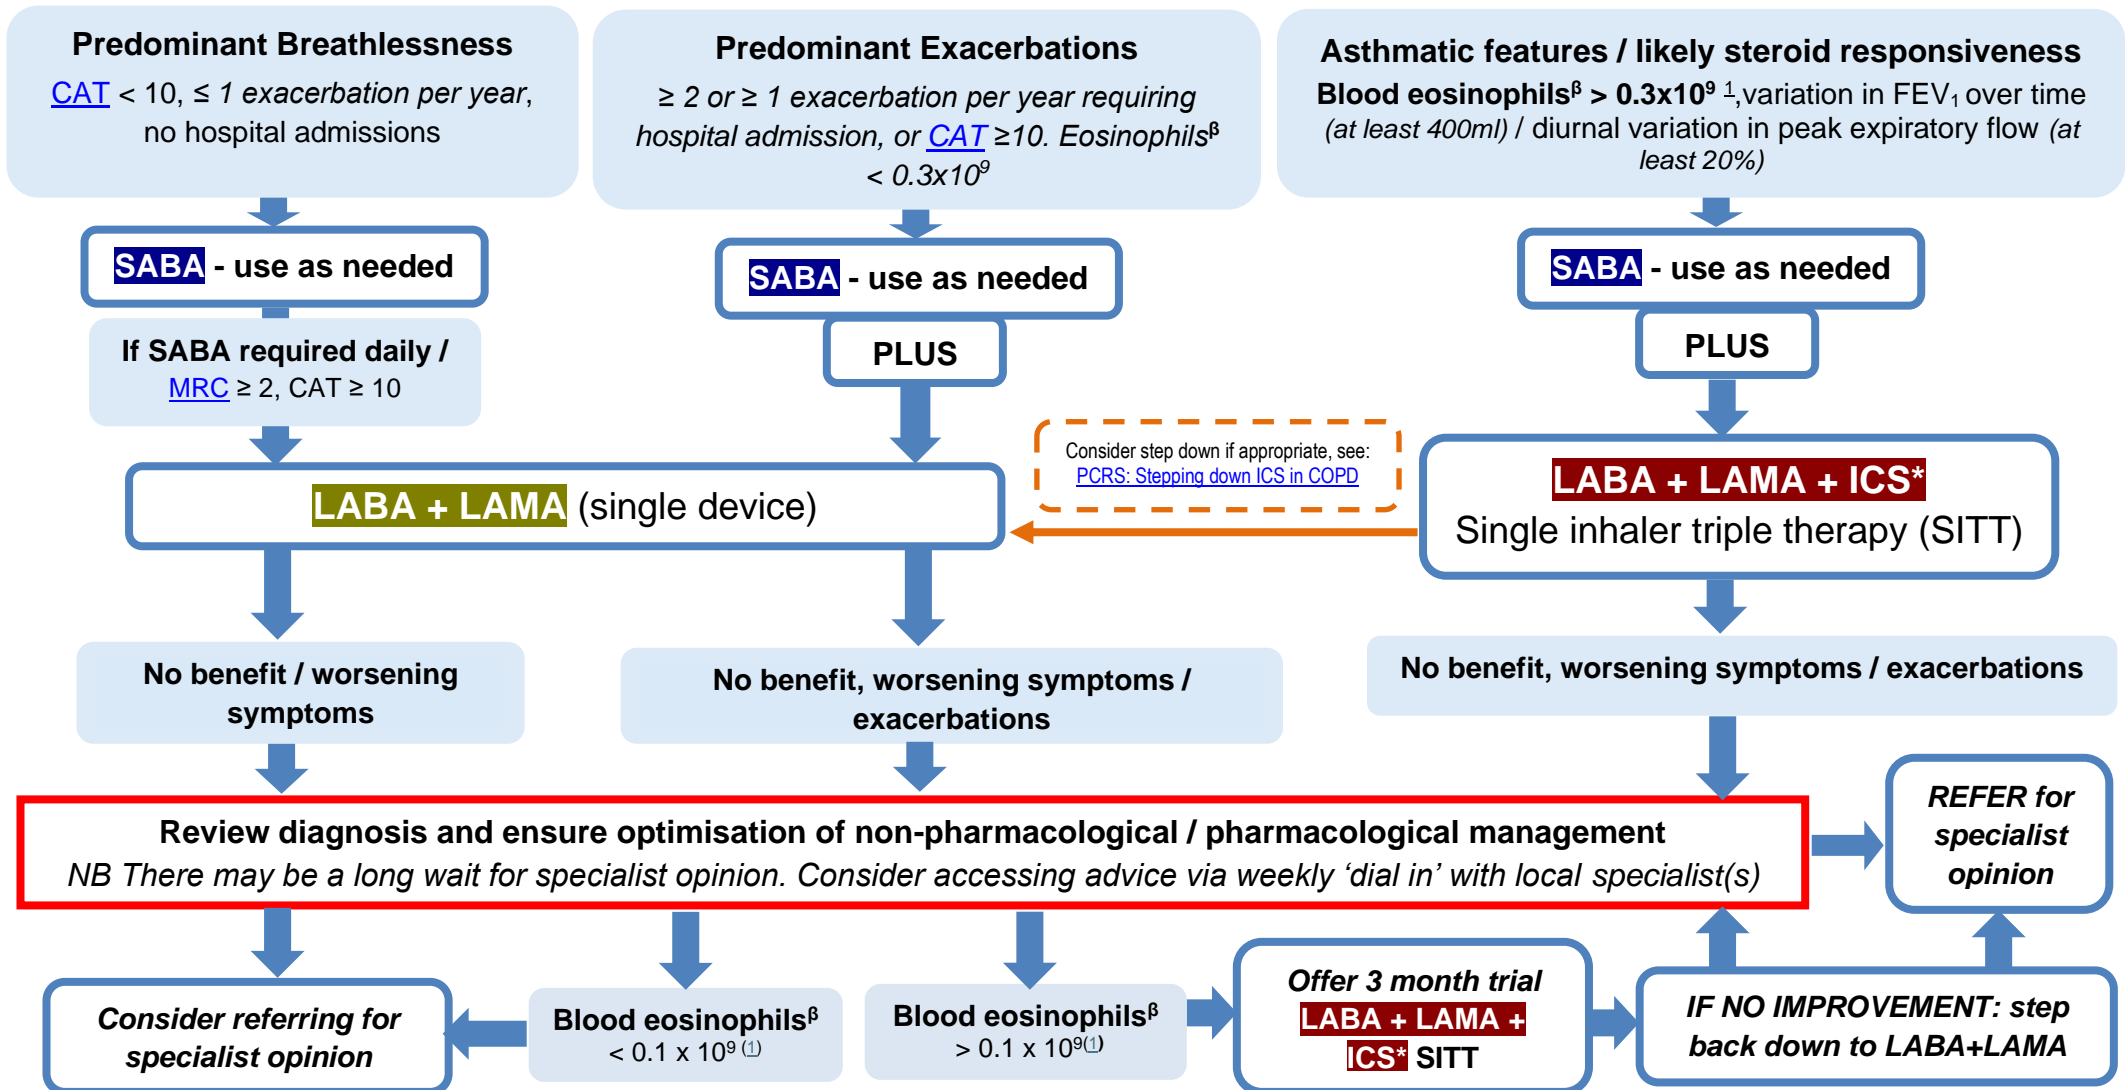 Predominant Breathlessness
CAT < 10, ≤ 1 exacerbation per year,
no hospital admissions
Predominant Exacerbations
≥ 2 or ≥ 1 exacerbation per year requiring
hospital admission, or CAT ≥10. Eosinophilsᵝ
< 0.3x10⁹
Asthmatic features / likely steroid responsiveness
Blood eosinophilsᵝ > 0.3x10⁹ ¹,variation in FEV₁ over time
(at least 400ml) / diurnal variation in peak expiratory flow (at
least 20%)
SABA - use as needed
SABA - use as needed
SABA - use as needed
If SABA required daily /
MRC ≥ 2, CAT ≥ 10
PLUS
PLUS
Consider step down if appropriate, see:
PCRS: Stepping down ICS in COPD
LABA + LAMA (single device)
LABA + LAMA + ICS*
Single inhaler triple therapy (SITT)
No benefit / worsening
symptoms
No benefit, worsening symptoms /
exacerbations
No benefit, worsening symptoms / exacerbations
Review diagnosis and ensure optimisation of non-pharmacological / pharmacological management
NB There may be a long wait for specialist opinion. Consider accessing advice via weekly ‘dial in’ with local specialist(s)
REFER for
specialist
opinion
Consider referring for
specialist opinion
Blood eosinophilsᵝ
< 0.1 x 10⁹ ⁽¹⁾
Blood eosinophilsᵝ
> 0.1 x 10⁹⁽¹⁾
Offer 3 month trial
LABA + LAMA +
ICS* SITT
IF NO IMPROVEMENT: step
back down to LABA+LAMA